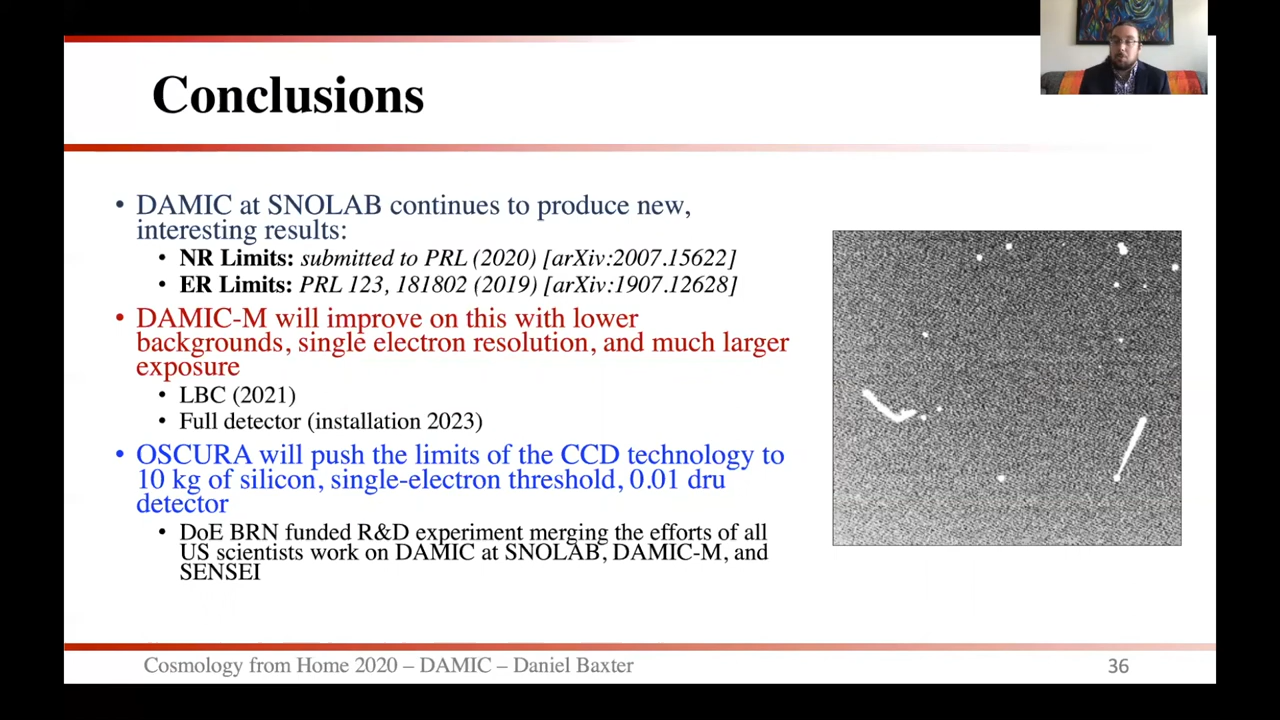 Conclusions
• DAMIC at SNOLAB continues to produce new,
interesting results:
• NR Limits: submitted to PRL (2020) [arXiv:2007.15622]
• ER Limits: PRL 123, 181802 (2019) [arXiv:1907.12628]
• DAMIC-M will improve on this with lower
backgrounds, single electron resolution, and much larger
exposure
• LBC (2021)
• Full detector (installation 2023)
• OSCURA will push the limits of the CCD technology to
10 kg of silicon, single-electron threshold, 0.01 dru
detector
• DoE BRN funded R&D experiment merging the efforts of all
US scientists work on DAMIC at SNOLAB, DAMIC-M, and
SENSEI
Cosmology from Home 2020 – DAMIC – Daniel Baxter
36